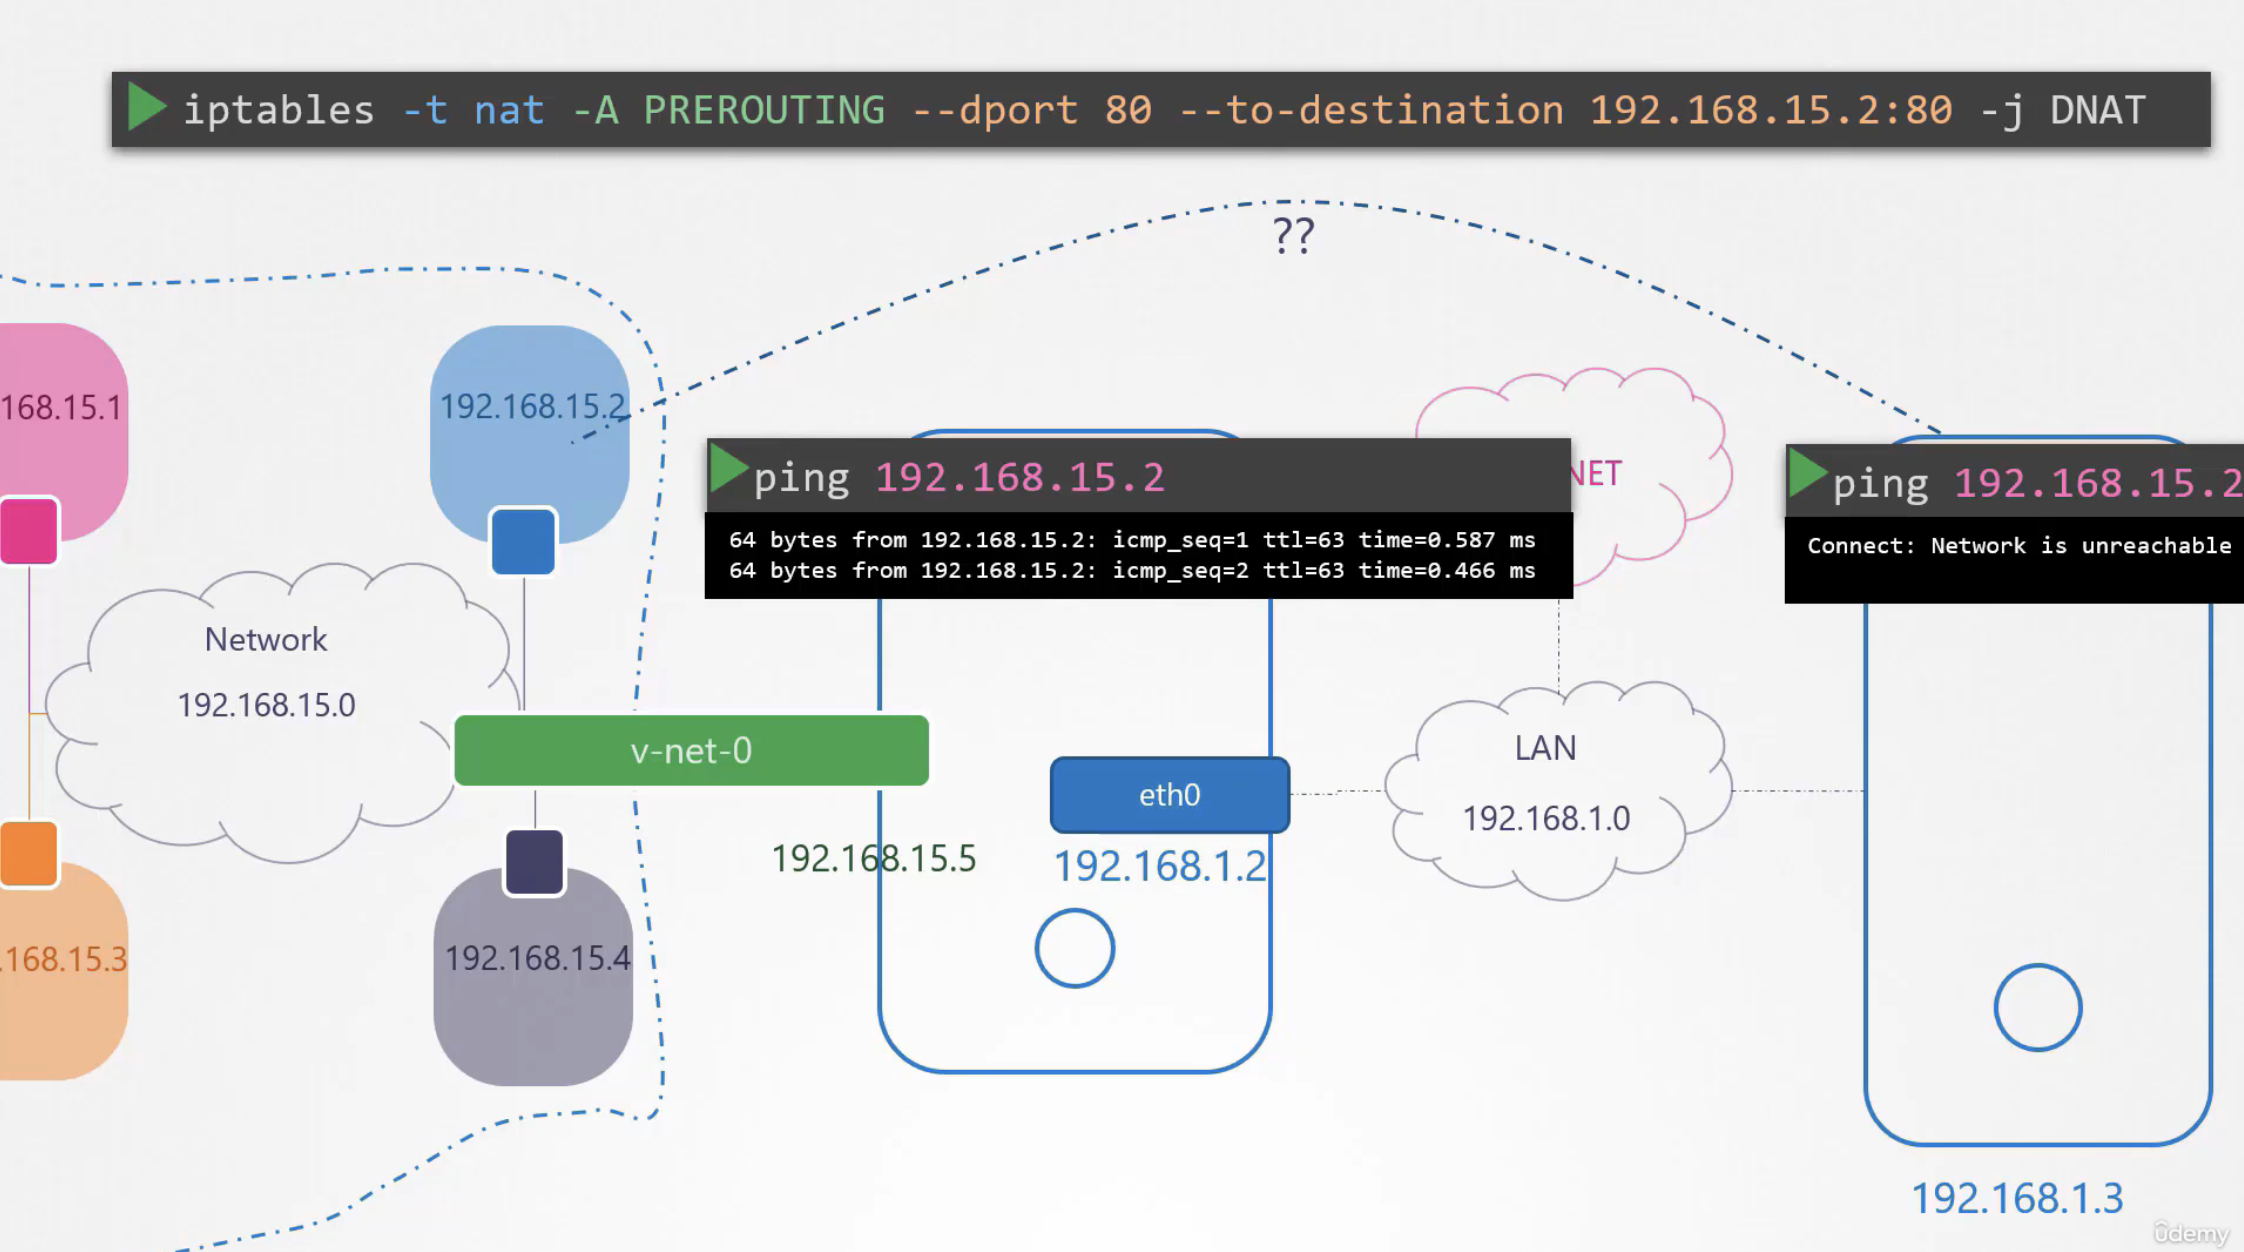 iptables -t nat -A PREROUTING --dport 80 --to-destination 192.168.15.2:80 -j DNAT
??
168.15.1
192.168.15.2
ping 192.168.15.2
64 bytes from 192.168.15.2: icmp_seq=1 ttl=63 time=0.587 ms
64 bytes from 192.168.15.2: icmp_seq=2 ttl=63 time=0.466 ms
NET
ping 192.168.15.2
Connect: Network is unreachable
Network
192.168.15.0
v-net-0
192.168.15.5
eth0
192.168.1.2
LAN
192.168.1.0
.168.15.3
192.168.15.4
192.168.1.3
ûdemy